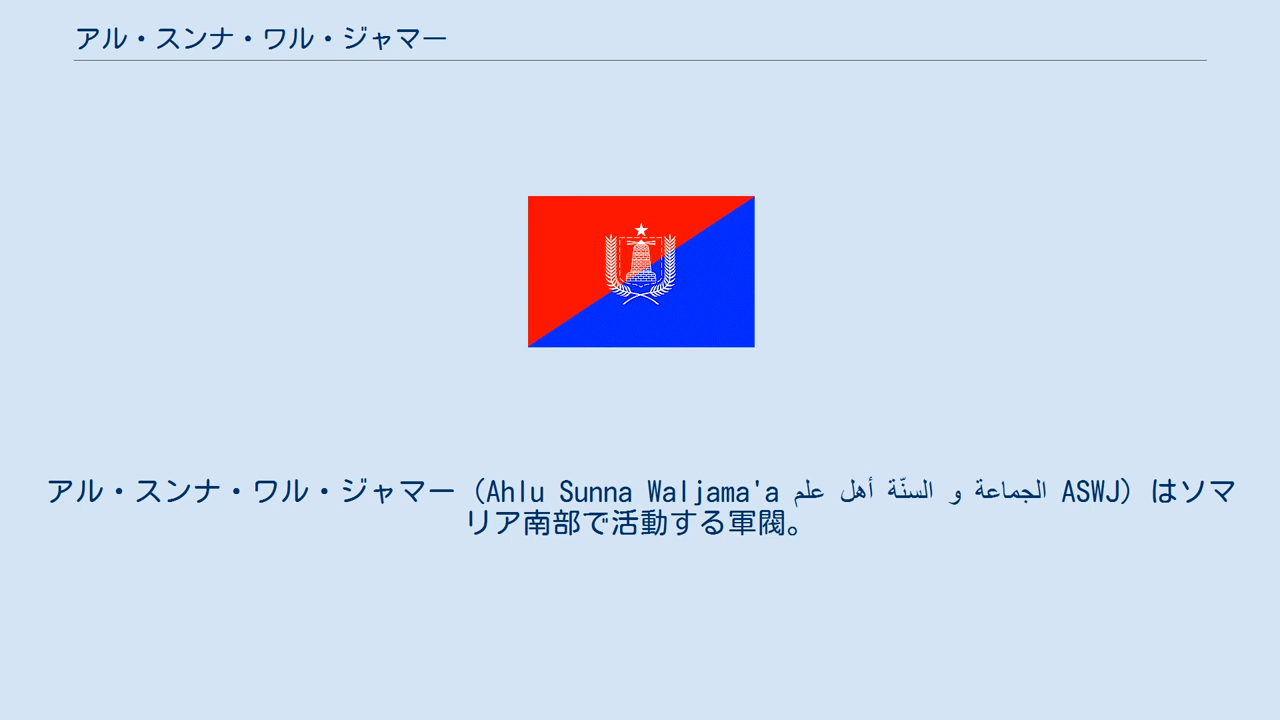 アル・スンナ・ワル・ジャマー
アル・スンナ・ワル・ジャマー（Ahlu Sunna Waljama'a علم أهل السنّة و الجماعة ASWJ）はソマ
リア南部で活動する軍閥。